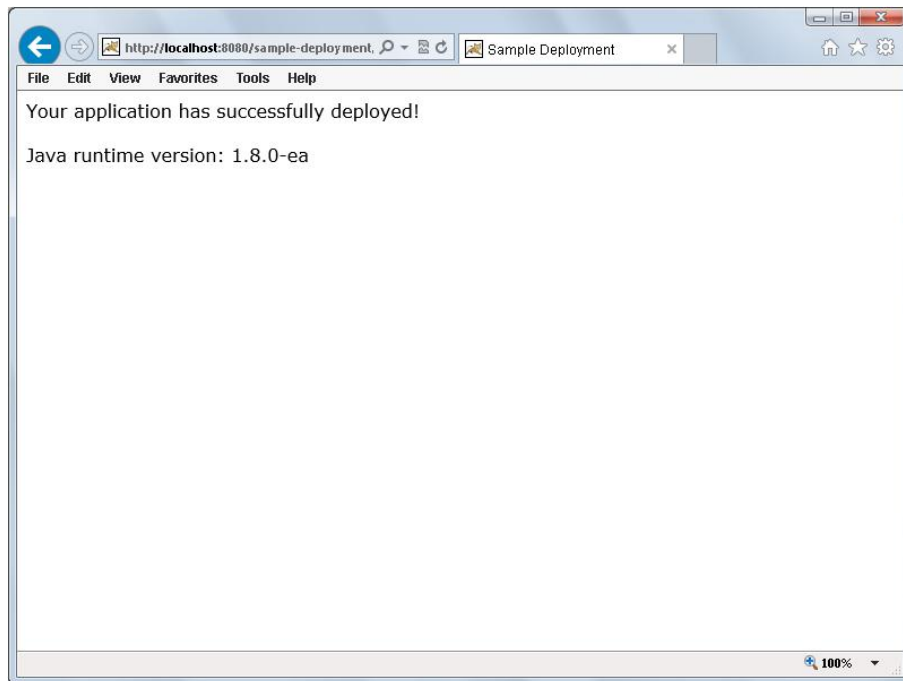 http://localhost:8080/sample-deployment,
Sample Deployment
File Edit View Favorites Tools Help
Your application has successfully deployed!
Java runtime version: 1.8.0-ea
100%